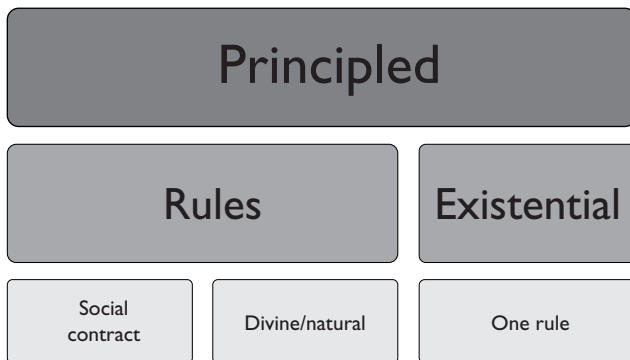 Principled
Rules
Existential
Social
contract
Divine/natural
One rule